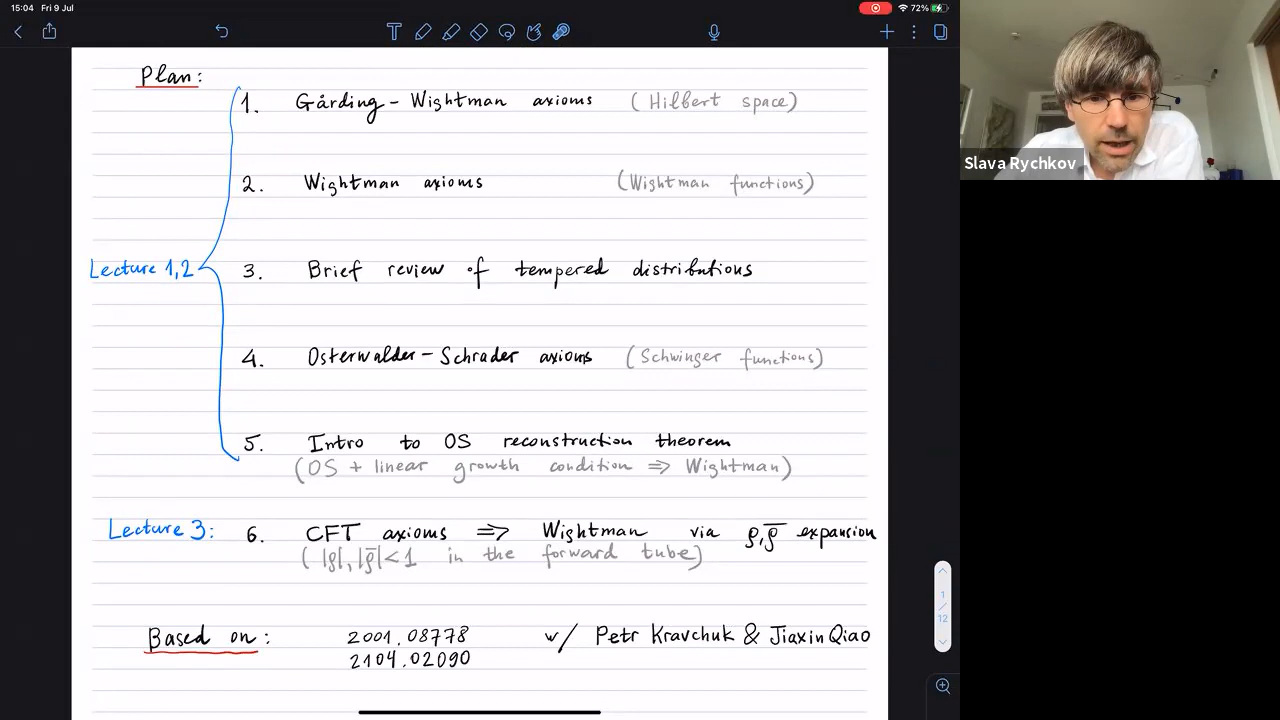 15:04 Fri 9 Jul
72%
Plan:
1. Gårding - Wightman axioms (Hilbert space)
2. Wightman axioms (Wightman functions)
Lecture 1,2
3. Brief review of tempered distributions
4. Osterwalder - Schrader axioms (Schwinger functions)
5. Intro to OS reconstruction theorem
(OS + linear growth condition ⇒ Wightman)
Lecture 3: 6. CFT axioms ⇒ Wightman via ρ, ρ̅ expansion
(|ρ|, |ρ̅| < 1 in the forward tube)
Based on: 2001.08778 w/ Petr Kravchuk & Jiaxin Qiao
2104.02090
1
/
12
Slava Rychkov